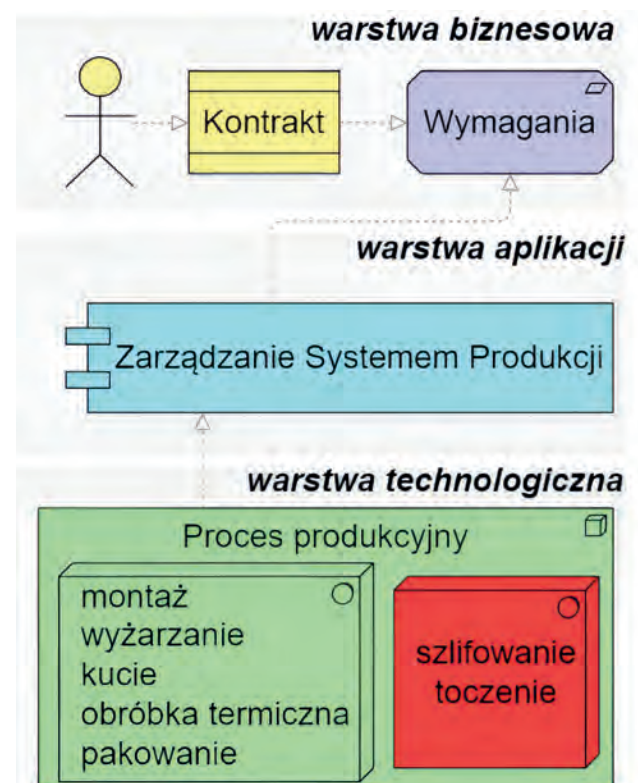 warstwa biznesowa
Kontrakt
Wymagania
warstwa aplikacji
Zarządzanie Systemem Produkcji
warstwa technologiczna
Proces produkcyjny
montaż
wyżarzanie
kucie
obróbka termiczna
pakowanie
szlifowanie
toczenie